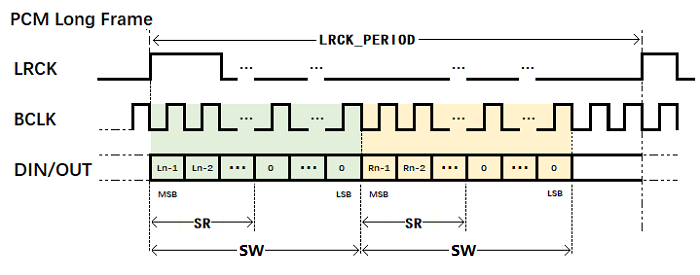 PCM Long Frame
LRCK_PERIOD
LRCK ... ... ... ...
BCLK ... ... ... ...
DIN/OUT Ln-1 Ln-2 ... 0 ... 0 Rn-1 Rn-2 ... 0 ... 0
MSB LSB MSB LSB
SR SR
SW SW